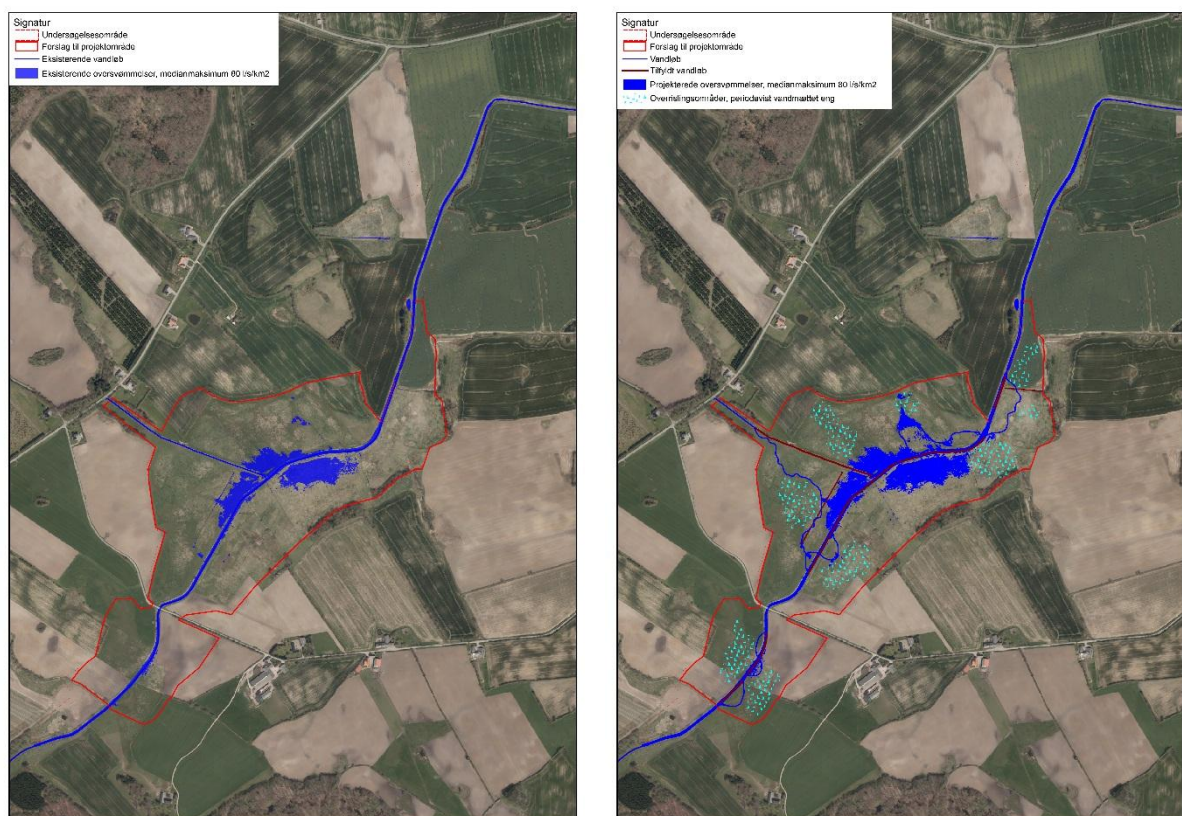 Signatur
Undersøgelsesområde
Forslag til projektområde
Eksisterende vandløb
Eksisterende oversvømmelser, medianmaksimum 80 l/s/km2
Signatur
Undersøgelsesområde
Forslag til projektområde
Vandløb
Tilfyldt vandløb
Projekterede oversvømmelser, medianmaksimum 80 l/s/km2
Overrislingsområder, periodevist vandmættet eng